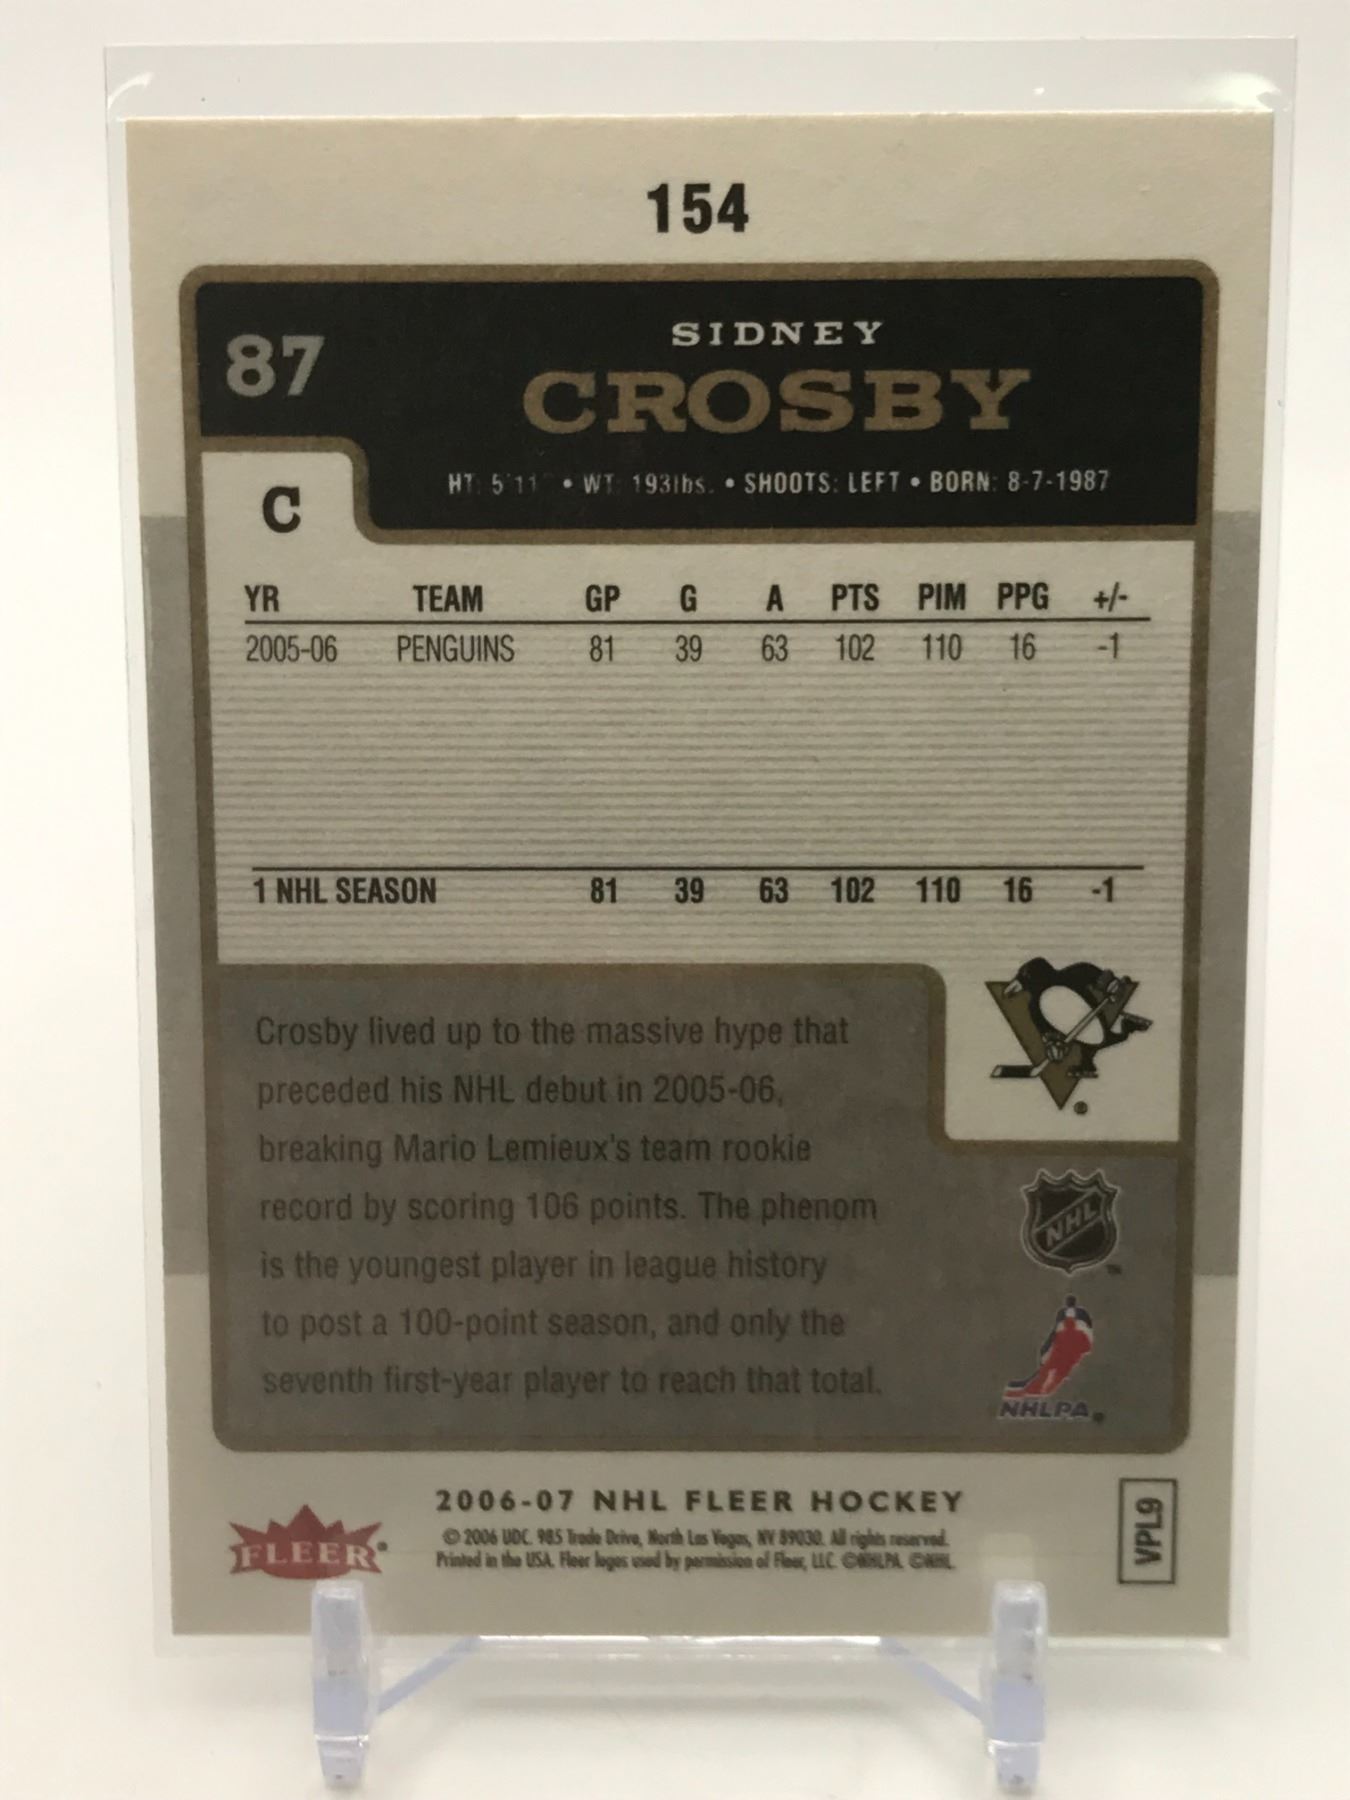 154
87
SIDNEY
CROSBY
HT: 5'11" • WT: 193lbs. • SHOOTS: LEFT • BORN: 8-7-1987
C
YR TEAM GP G A PTS PIM PPG +/-
2005-06 PENGUINS 81 39 63 102 110 16 -1
1 NHL SEASON 81 39 63 102 110 16 -1
Crosby lived up to the massive hype that
preceded his NHL debut in 2005-06,
breaking Mario Lemieux's team rookie
record by scoring 106 points. The phenom
is the youngest player in league history
to post a 100-point season, and only the
seventh first-year player to reach that total.
®
NHL
TM
NHLPA®
FLEER®
2006-07 NHL FLEER HOCKEY
© 2006 UDC. 985 Trade Drive, North Las Vegas, NV 89030. All rights reserved.
Printed in the USA. Fleer logos used by permission of Fleer, LLC. ©NHLPA. ©NHL.
VPL9